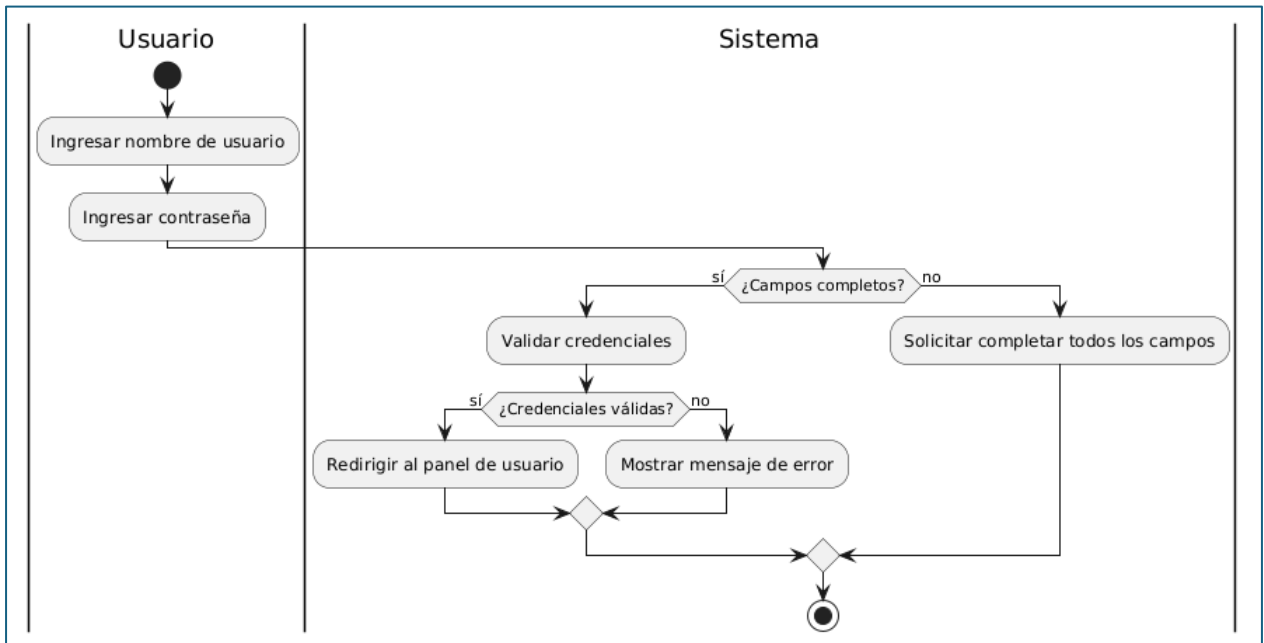 Usuario
Sistema
Ingresar nombre de usuario
Ingresar contraseña
sí
¿Campos completos?
no
Validar credenciales
Solicitar completar todos los campos
sí
¿Credenciales válidas?
no
Redirigir al panel de usuario
Mostrar mensaje de error